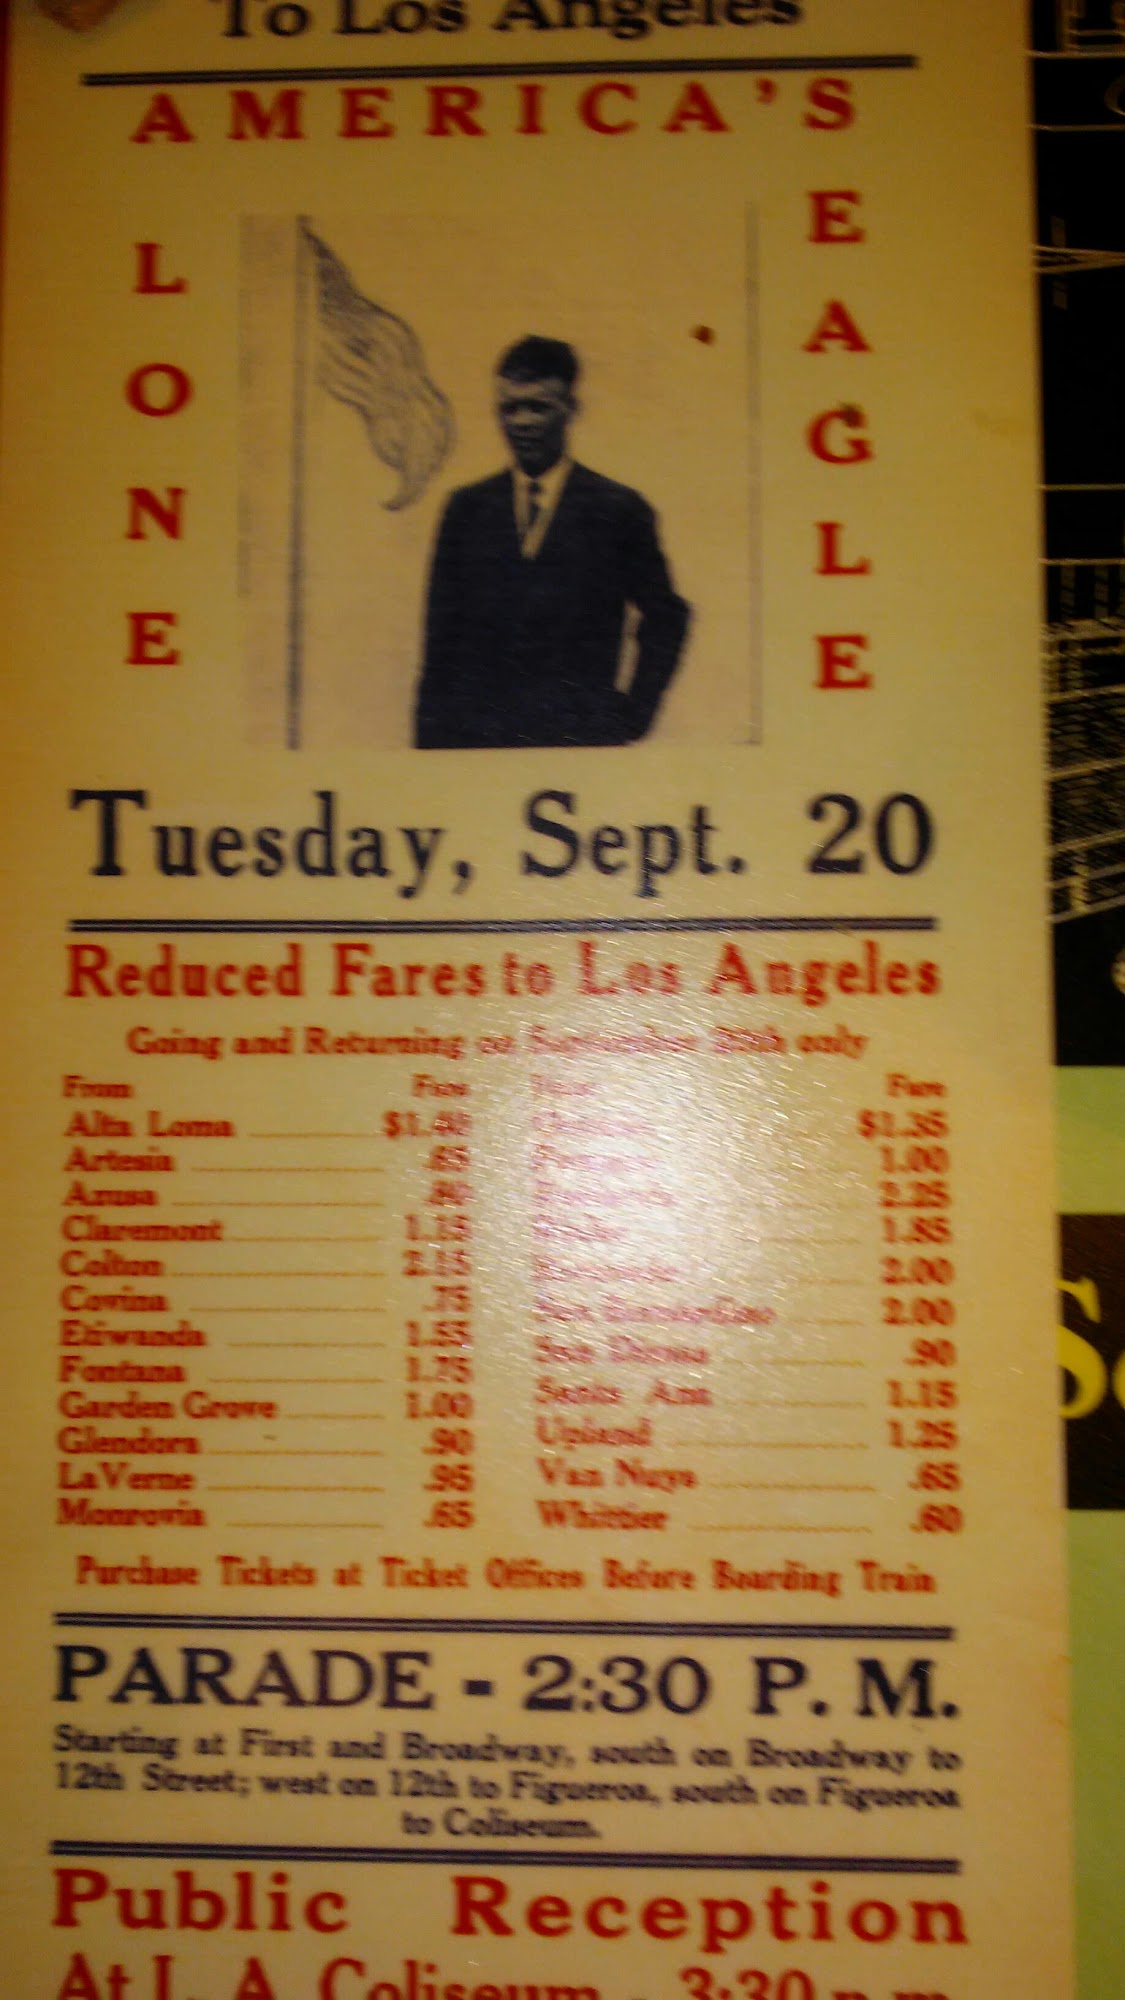 To Los Angeles
AMERICA'S
LONE
EAGLE
Tuesday, Sept. 20
Reduced Fares to Los Angeles
Going and Returning on September 20th only
From Fare Fare
Alta Loma $1.40 $1.35
Artesia .65 1.00
Azusa .80 2.25
Claremont 1.15 1.85
Colton 2.15 2.00
Covina .75 San Bernardino 2.00
Etiwanda 1.55 San Dimas .90
Fontana 1.75 Santa Ana 1.15
Garden Grove 1.00 Upland 1.25
Glendora .90 Van Nuys .65
La Verne .95 Whittier .60
Monrovia .65
Purchase Tickets at Ticket Offices Before Boarding Train
PARADE - 2:30 P. M.
Starting at First and Broadway, south on Broadway to
12th Street; west on 12th to Figueroa, south on Figueroa
to Coliseum.
Public Reception
At L. A. Coliseum - 3:30 p.m.